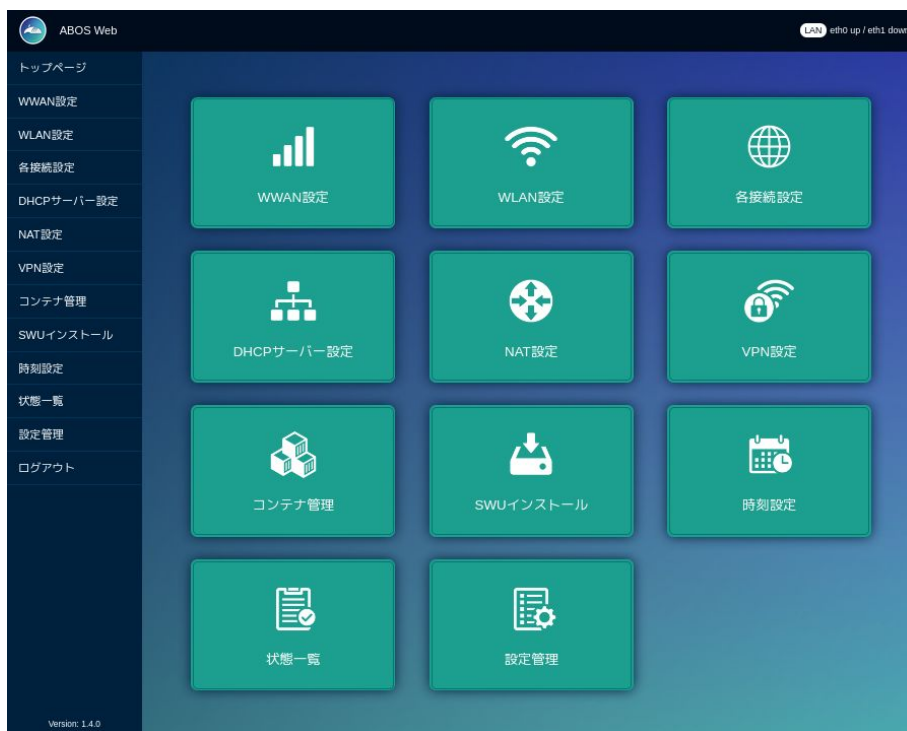 ABOS Web
LAN eth0 up / eth1 down
トップページ
WWAN設定
WLAN設定
各接続設定
DHCPサーバー設定
NAT設定
VPN設定
コンテナ管理
SWUインストール
時刻設定
状態一覧
設定管理
ログアウト
Version: 1.4.0
WWAN設定
WLAN設定
各接続設定
DHCPサーバー設定
NAT設定
VPN設定
コンテナ管理
SWUインストール
時刻設定
状態一覧
設定管理